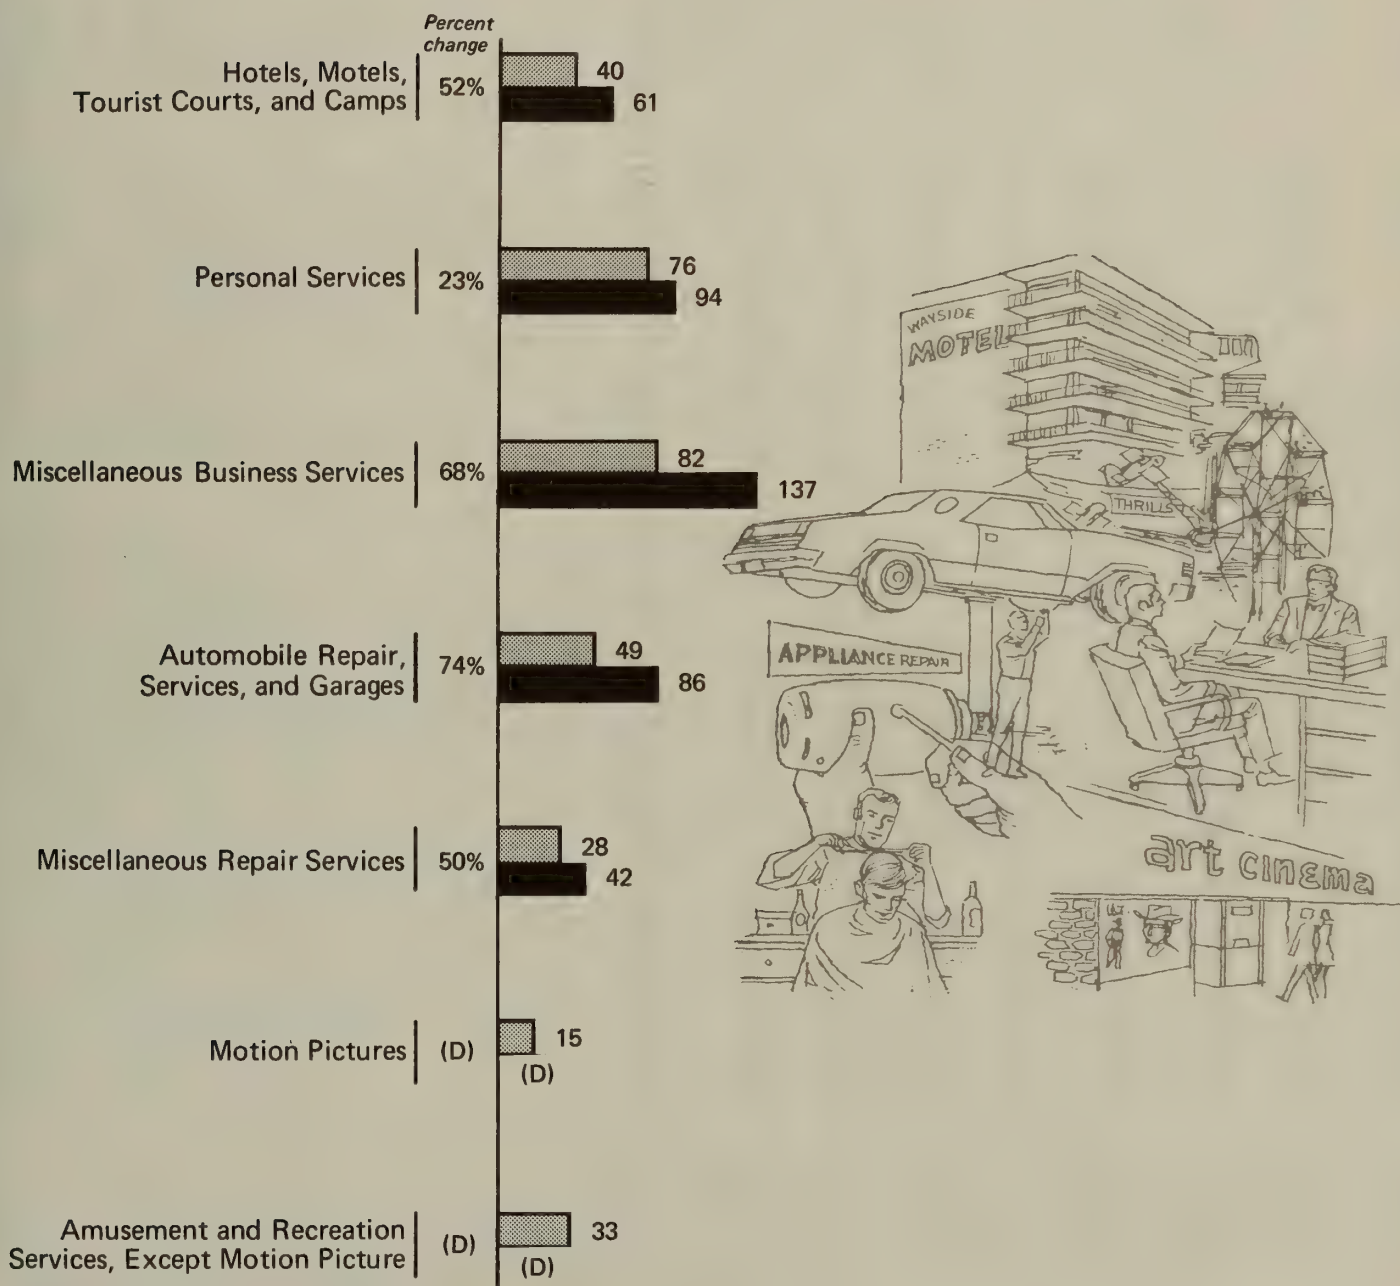 Percent
change
Hotels, Motels,
Tourist Courts, and Camps
52%
40
61
Personal Services
23%
76
94
Miscellaneous Business Services
68%
82
137
Automobile Repair,
Services, and Garages
74%
49
86
Miscellaneous Repair Services
50%
28
42
Motion Pictures
(D)
15
(D)
Amusement and Recreation
Services, Except Motion Picture
(D)
33
(D)
WAYSIDE
MOTEL
THRILLS
APPLIANCE REPAIR
art cinema